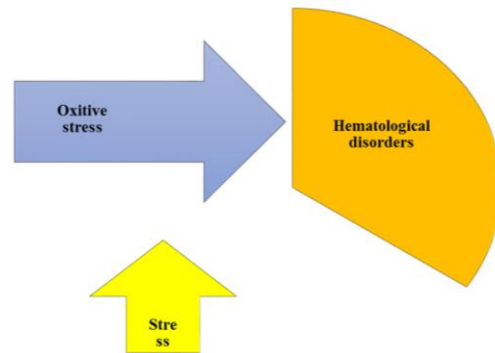 Oxitive
stress
Hematological
disorders
Stre
ss